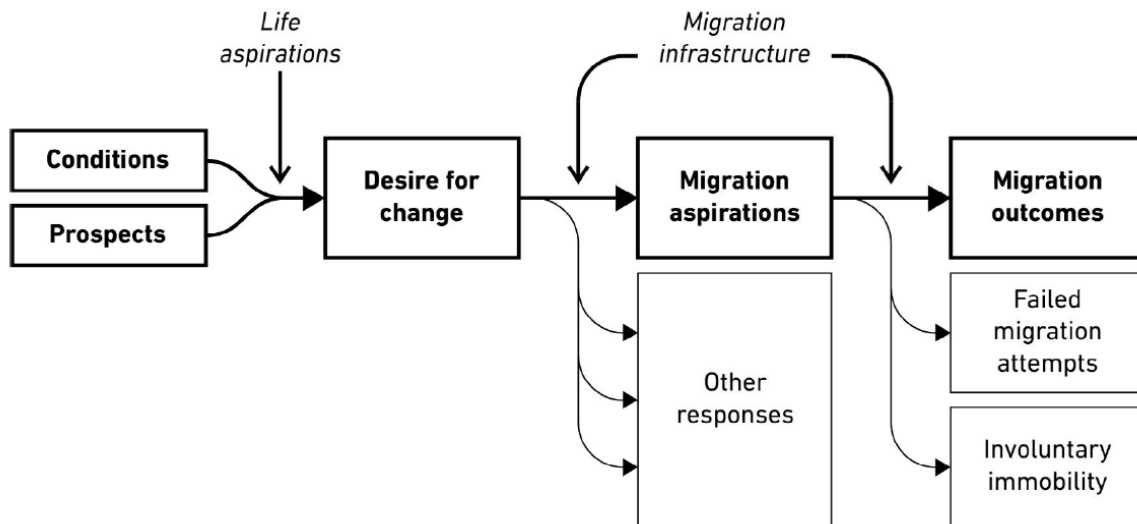 Life
aspirations
Migration
infrastructure
Conditions
Prospects
Desire for
change
Migration
aspirations
Migration
outcomes
Other
responses
Failed
migration
attempts
Involuntary
immobility